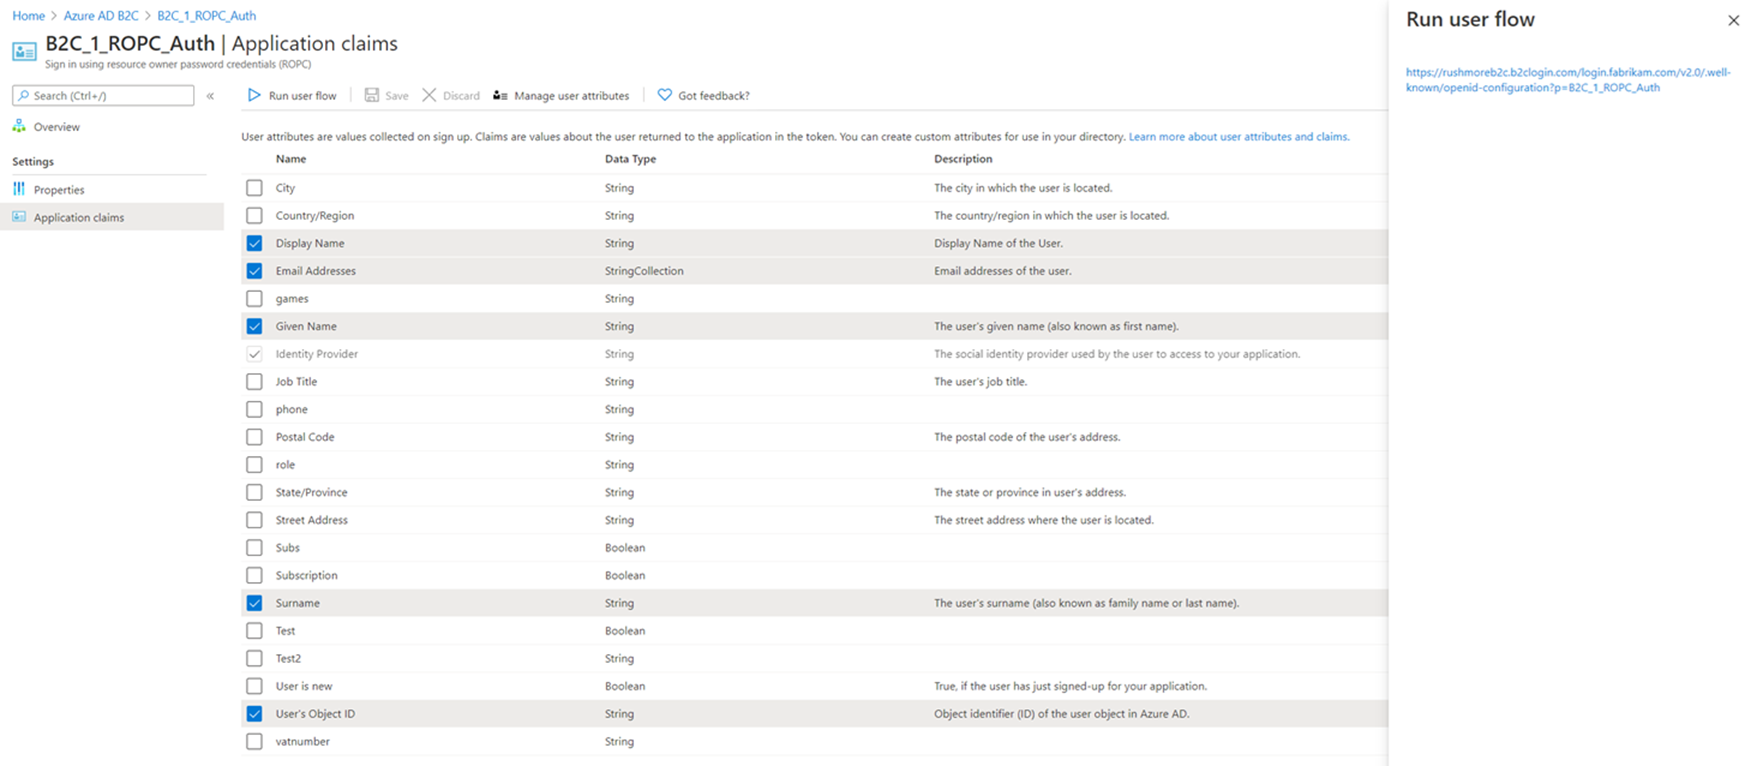 Home > Azure AD B2C > B2C_1_ROPC_Auth
B2C_1_ROPC_Auth | Application claims
Sign in using resource owner password credentials (ROPC)
Search (Ctrl+/)
«
Overview
Settings
Properties
Application claims
Run user flow
Save
Discard
Manage user attributes
Got feedback?
User attributes are values collected on sign up. Claims are values about the user returned to the application in the token. You can create custom attributes for use in your directory. Learn more about user attributes and claims.
Name Data Type Description
City String The city in which the user is located.
Country/Region String The country/region in which the user is located.
Display Name String Display Name of the User.
Email Addresses StringCollection Email addresses of the user.
games String
Given Name String The user's given name (also known as first name).
Identity Provider String The social identity provider used by the user to access to your application.
Job Title String The user's job title.
phone String
Postal Code String The postal code of the user's address.
role String
State/Province String The state or province in user's address.
Street Address String The street address where the user is located.
Subs Boolean
Subscription Boolean
Surname String The user's surname (also known as family name or last name).
Test Boolean
Test2 String
User is new Boolean True, if the user has just signed-up for your application.
User's Object ID String Object identifier (ID) of the user object in Azure AD.
vatnumber String
Run user flow
https://rushmoreb2c.b2clogin.com/login.fabrikam.com/v2.0/.well-
known/openid-configuration?p=B2C_1_ROPC_Auth